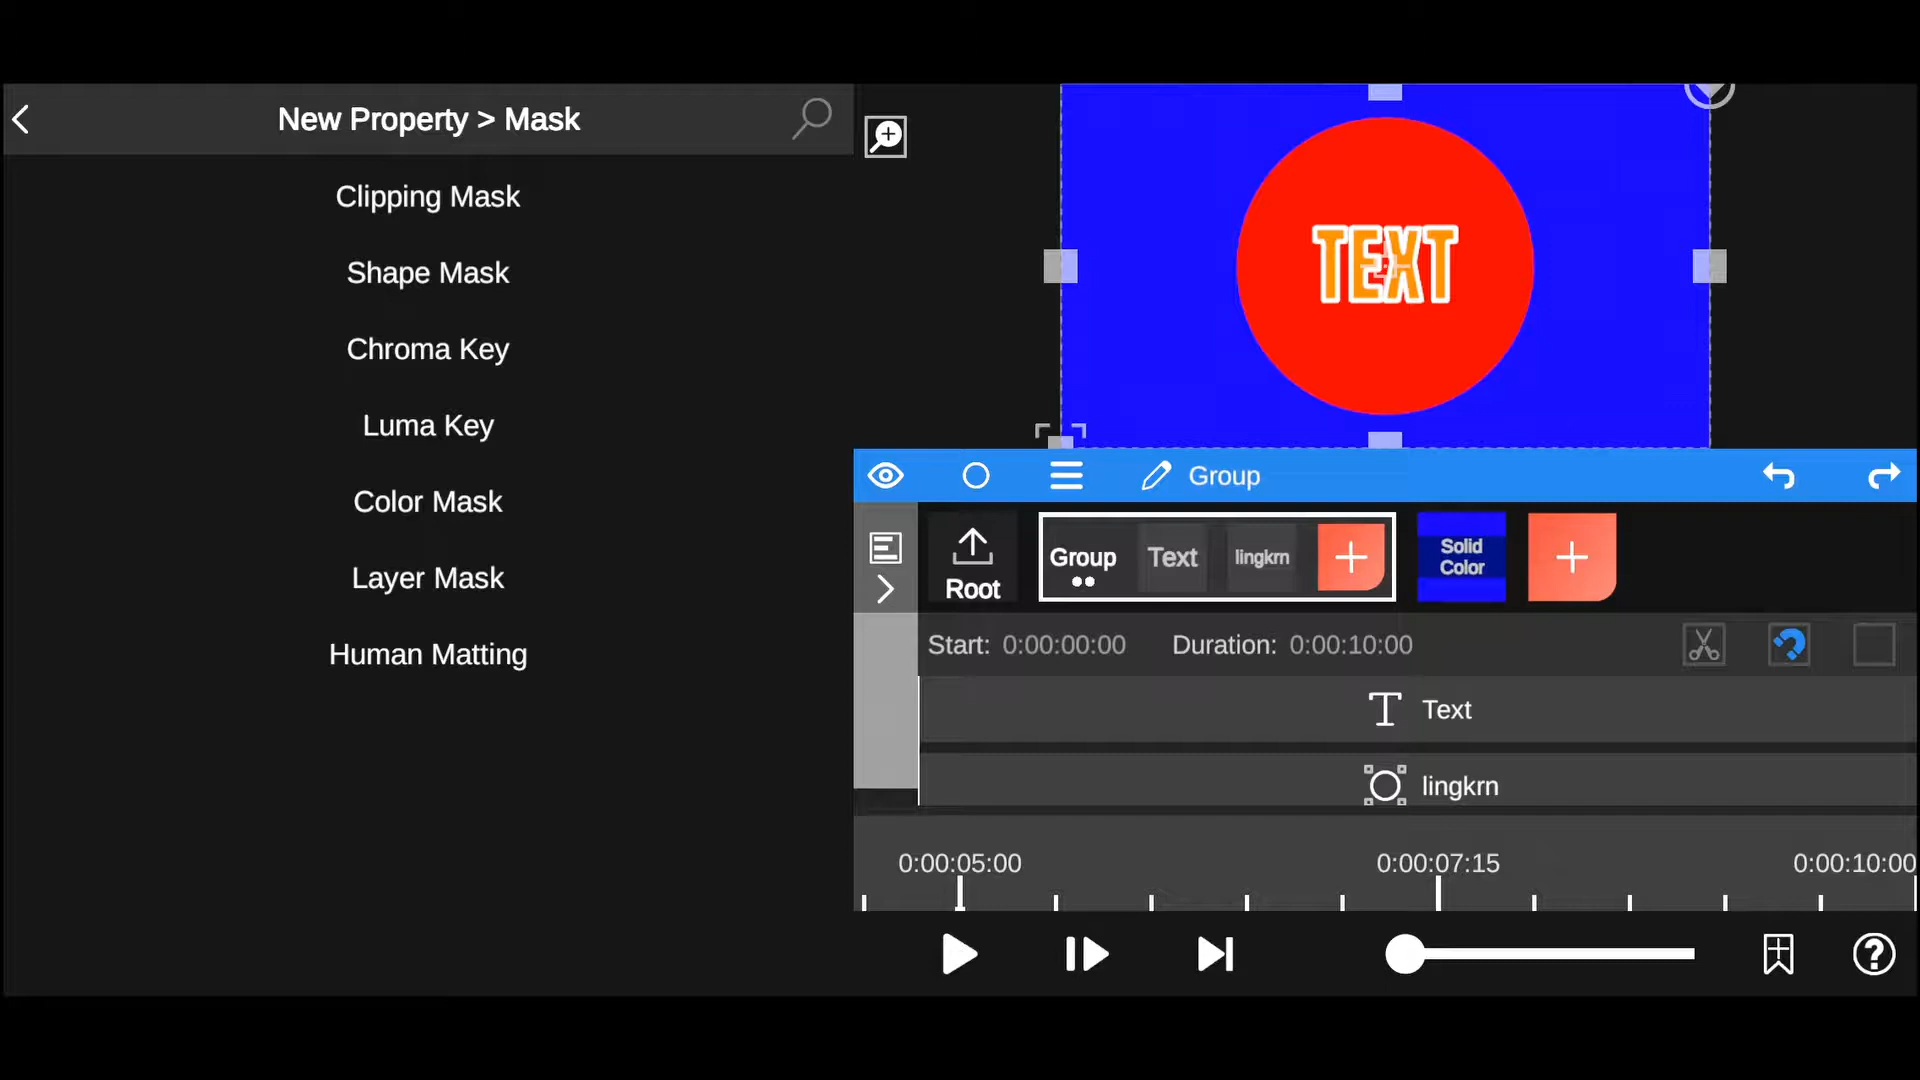 New Property > Mask
Clipping Mask
Shape Mask
Chroma Key
Luma Key
Color Mask
Layer Mask
Human Matting
TEXT
Group
Root
Group
Text
lingkrn
Solid
Color
Start: 0:00:00:00
Duration: 0:00:10:00
Text
lingkrn
0:00:05:00
0:00:07:15
0:00:10:00